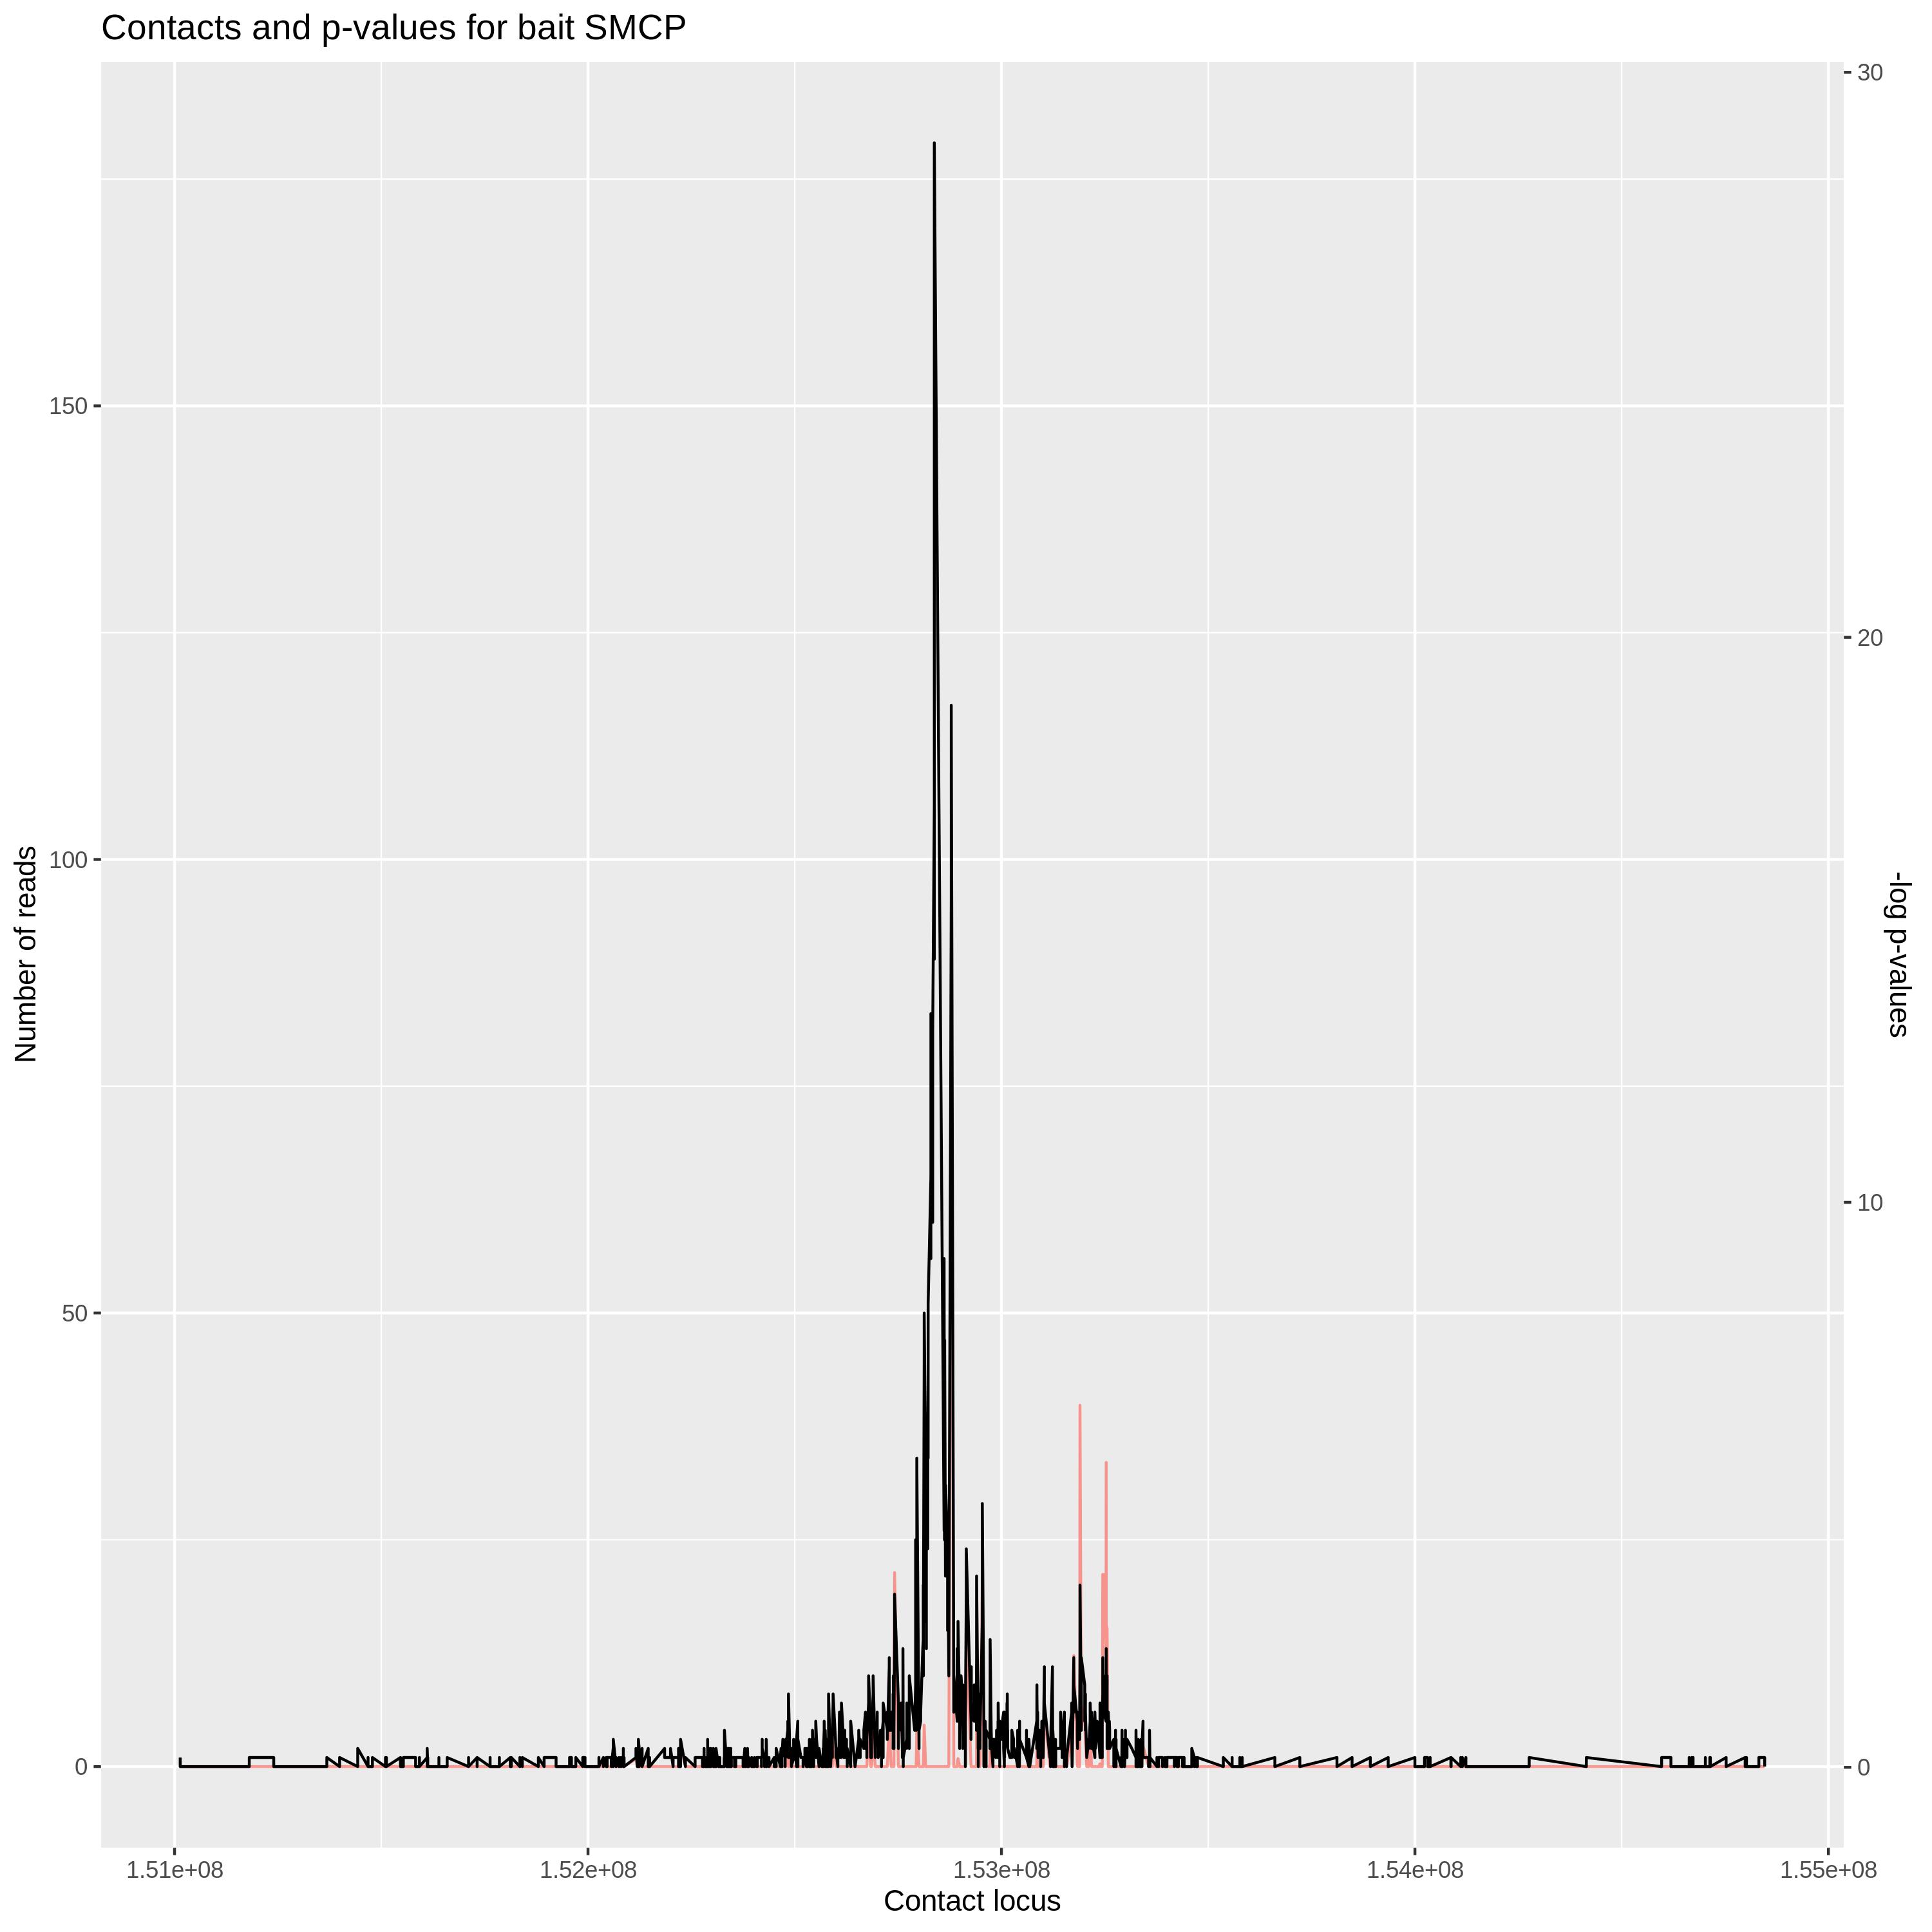 Contacts and p-values for bait SMCP
30
150
20
100
10
50
0
0
Number of reads
-log p-values
1.51e+08
1.52e+08
1.53e+08
1.54e+08
1.55e+08
Contact locus